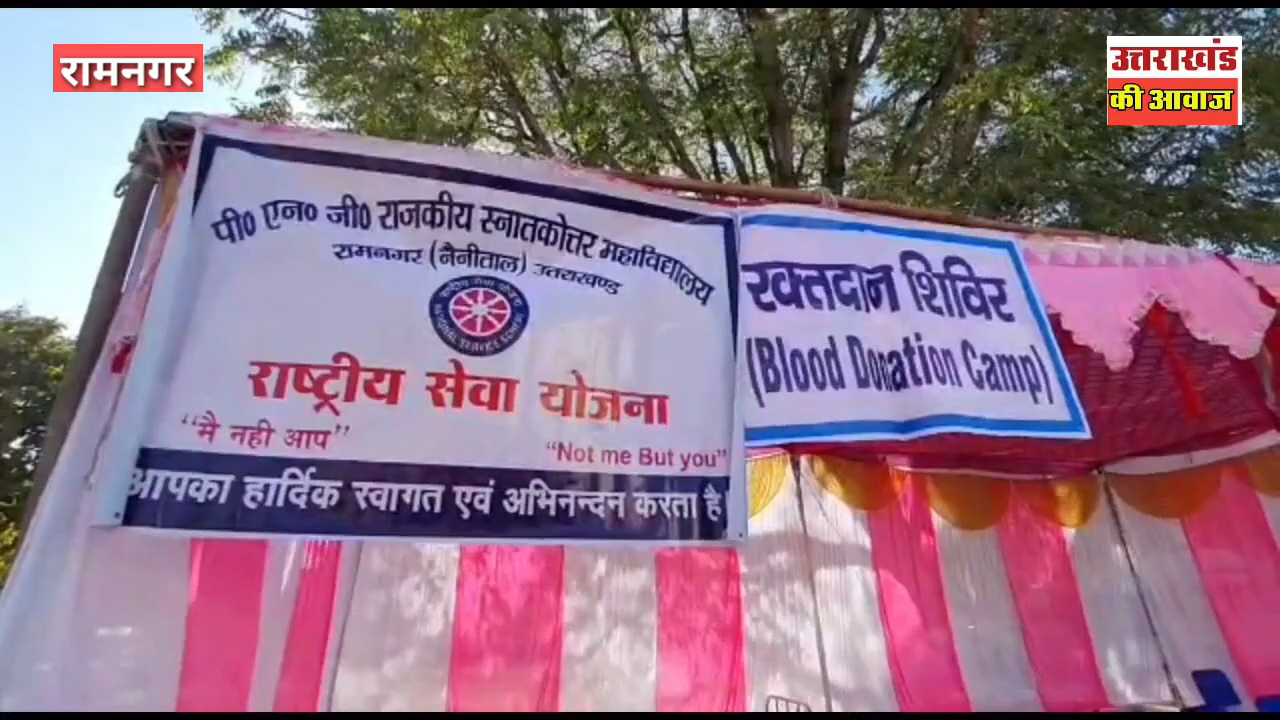 रामनगर
उत्तराखंड
की आवाज
पी० एन० जी० राजकीय स्नातकोत्तर महाविद्यालय
रामनगर (नैनीताल) उत्तराखण्ड
राष्ट्रीय सेवा योजना
“मै नही आप”
“Not me But you”
आपका हार्दिक स्वागत एवं अभिनन्दन करता है।
रक्तदान शिविर
(Blood Donation Camp)